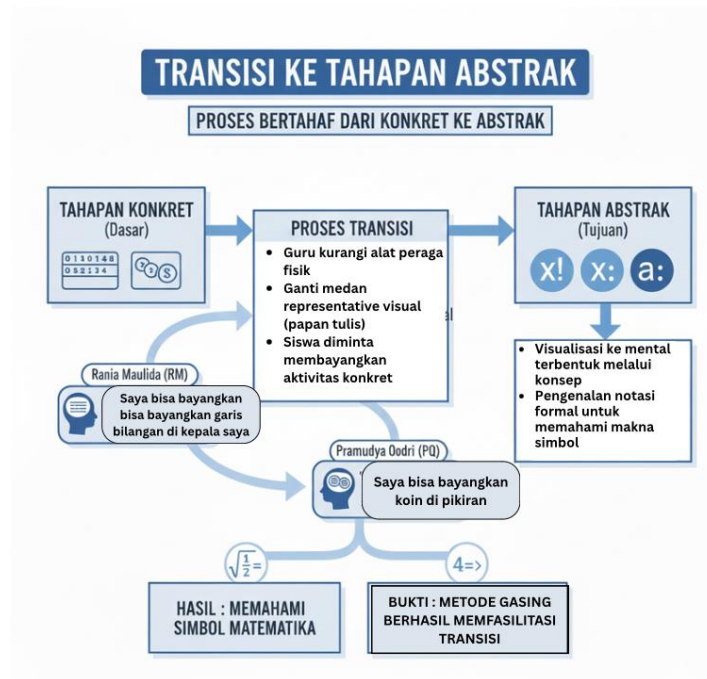 TRANSISI KE TAHAPAN ABSTRAK
PROSES BERTAHAF DARI KONKRET KE ABSTRAK
TAHAPAN KONKRET
(Dasar)
0110148
052134
PROSES TRANSISI
• Guru kurangi alat peraga
fisik
• Ganti medan
representative visual
(papan tulis)
• Siswa diminta
membayangkan
aktivitas konkret
el
TAHAPAN ABSTRAK
(Tujuan)
x! x: a:
• Visualisasi ke mental
terbentuk melalui
konsep
• Pengenalan notasi
formal untuk
memahami makna
simbol
Rania Maulida (RM)
Saya bisa bayangkan
bisa bayangkan garis
bilangan di kepala saya
Pramudya Oodri (PQ)
Saya bisa bayangkan
koin di pikiran
√1/2=
4=>
HASIL : MEMAHAMI
SIMBOL MATEMATIKA
BUKTI : METODE GASING
BERHASIL MEMFASILITASI
TRANSISI